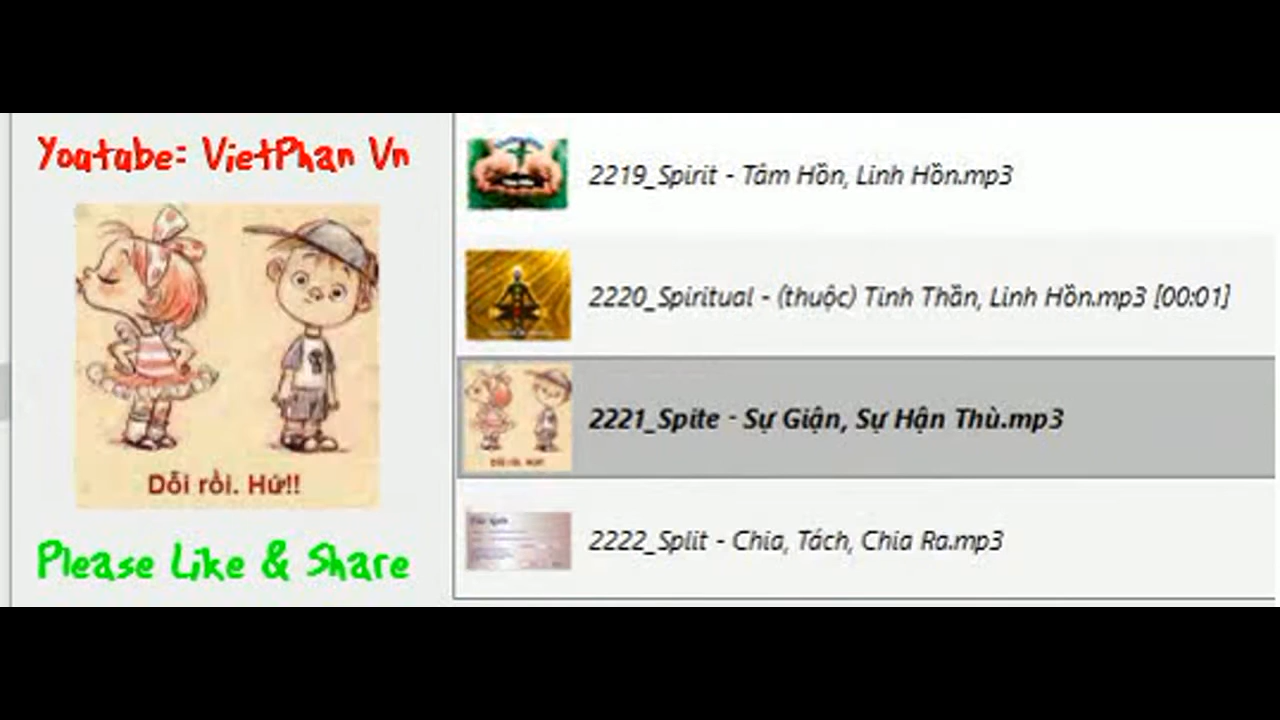 Youtube: VietPhan Vn
Dỗi rồi. Hứ!!
Please Like & Share
2219_Spirit - Tâm Hồn, Linh Hồn.mp3
2220_Spiritual - (thuộc) Tinh Thần, Linh Hồn.mp3 [00:01]
2221_Spite - Sự Giận, Sự Hận Thù.mp3
2222_Split - Chia, Tách, Chia Ra.mp3